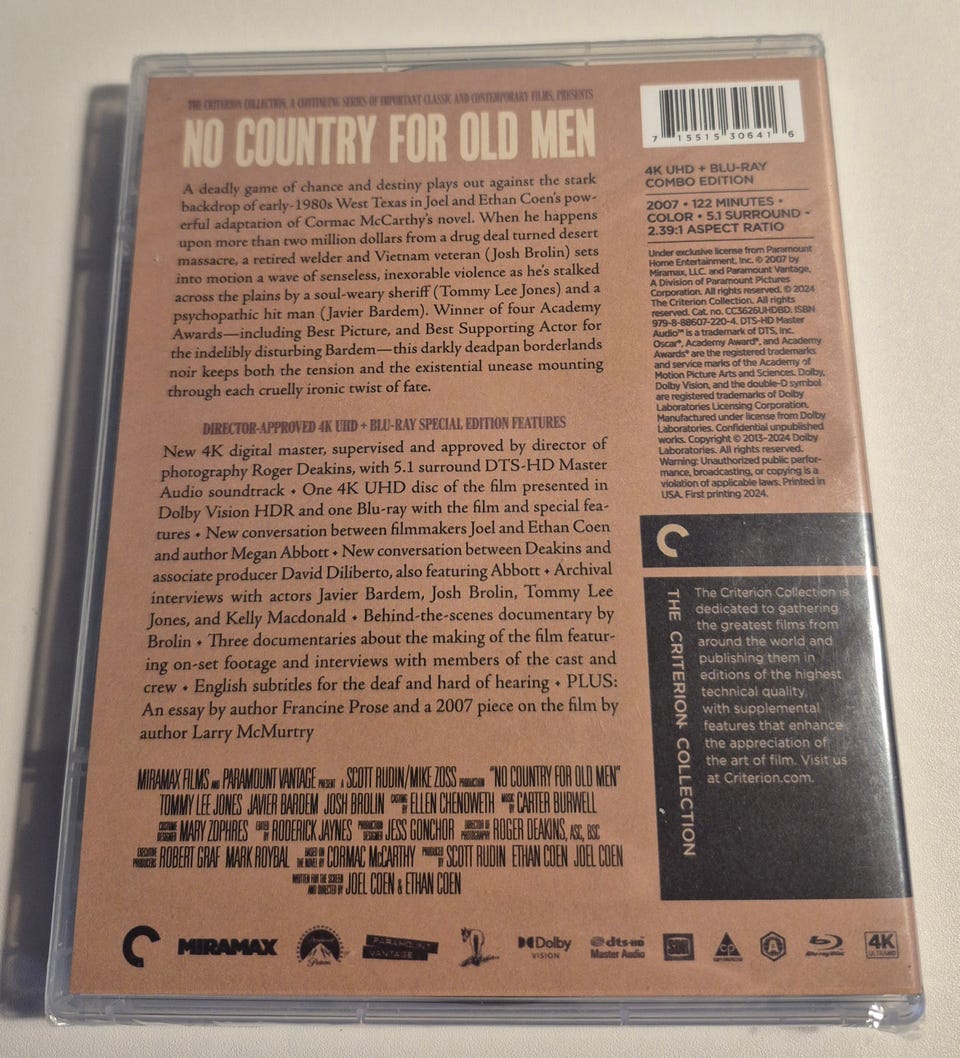 THE CRITERION COLLECTION, A CONTINUING SERIES OF IMPORTANT CLASSIC AND CONTEMPORARY FILMS, PRESENTS
NO COUNTRY FOR OLD MEN
A deadly game of chance and destiny plays out against the stark
backdrop of early-1980s West Texas in Joel and Ethan Coen's pow-
erful adaptation of Cormac McCarthy's novel. When he happens
upon more than two million dollars from a drug deal turned desert
massacre, a retired welder and Vietnam veteran (Josh Brolin) sets
into motion a wave of senseless, inexorable violence as he's stalked
across the plains by a soul-weary sheriff (Tommy Lee Jones) and a
psychopathic hit man (Javier Bardem). Winner of four Academy
Awards—including Best Picture, and Best Supporting Actor for
the indelibly disturbing Bardem—this darkly deadpan borderlands
noir keeps both the tension and the existential unease mounting
through each cruelly ironic twist of fate.
DIRECTOR-APPROVED 4K UHD + BLU-RAY SPECIAL EDITION FEATURES
New 4K digital master, supervised and approved by director of
photography Roger Deakins, with 5.1 surround DTS-HD Master
Audio soundtrack • One 4K UHD disc of the film presented in
Dolby Vision HDR and one Blu-ray with the film and special fea-
tures • New conversation between filmmakers Joel and Ethan Coen
and author Megan Abbott • New conversation between Deakins and
associate producer David Diliberto, also featuring Abbott • Archival
interviews with actors Javier Bardem, Josh Brolin, Tommy Lee
Jones, and Kelly Macdonald • Behind-the-scenes documentary by
Brolin • Three documentaries about the making of the film featur-
ing on-set footage and interviews with members of the cast and
crew • English subtitles for the deaf and hard of hearing • PLUS:
An essay by author Francine Prose and a 2007 piece on the film by
author Larry McMurtry
MIRAMAX FILMS AND PARAMOUNT VANTAGE PRESENT A SCOTT RUDIN/MIKE ZOSS PRODUCTION "NO COUNTRY FOR OLD MEN"
TOMMY LEE JONES JAVIER BARDEM JOSH BROLIN CASTING BY ELLEN CHENOWETH MUSIC BY CARTER BURWELL
COSTUME DESIGNER MARY ZOPHRES EDITOR RODERICK JAYNES PRODUCTION DESIGNER JESS GONCHOR DIRECTOR OF PHOTOGRAPHY ROGER DEAKINS, ASC, BSC
EXECUTIVE PRODUCERS ROBERT GRAF MARK ROYBAL BASED ON THE NOVEL BY CORMAC McCARTHY PRODUCED BY SCOTT RUDIN ETHAN COEN JOEL COEN
WRITTEN FOR THE SCREEN AND DIRECTED BY JOEL COEN & ETHAN COEN
MIRAMAX
Paramount
PARAMOUNT VANTAGE
Dolby VISION
dts-HD Master Audio
SDH
Blu-ray Disc
4K ULTRA HD
7 15515 30641 6
4K UHD + BLU-RAY
COMBO EDITION
2007 • 122 MINUTES •
COLOR • 5.1 SURROUND •
2.39:1 ASPECT RATIO
Under exclusive license from Paramount
Home Entertainment, Inc. © 2007 by
Miramax, LLC. and Paramount Vantage,
A Division of Paramount Pictures
Corporation. All rights reserved. © 2024
The Criterion Collection. All rights
reserved. Cat. no. CC3626UHDBD. ISBN
979-8-88607-220-4. DTS-HD Master
Audio™ is a trademark of DTS, Inc.
Oscar®, Academy Award®, and Academy
Awards® are the registered trademarks
and service marks of the Academy of
Motion Picture Arts and Sciences. Dolby,
Dolby Vision, and the double-D symbol
are registered trademarks of Dolby
Laboratories Licensing Corporation.
Manufactured under license from Dolby
Laboratories. Confidential unpublished
works. Copyright © 2013–2024 Dolby
Laboratories. All rights reserved.
Warning: Unauthorized public perfor-
mance, broadcasting, or copying is a
violation of applicable laws. Printed in
USA. First printing 2024.
THE CRITERION COLLECTION
The Criterion Collection is
dedicated to gathering
the greatest films from
around the world and
publishing them in
editions of the highest
technical quality,
with supplemental
features that enhance
the appreciation of
the art of film. Visit us
at Criterion.com.